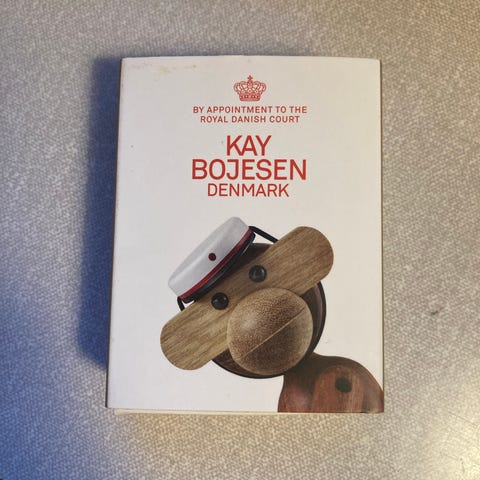 BY APPOINTMENT TO THE
ROYAL DANISH COURT
KAY
BOJESEN
DENMARK